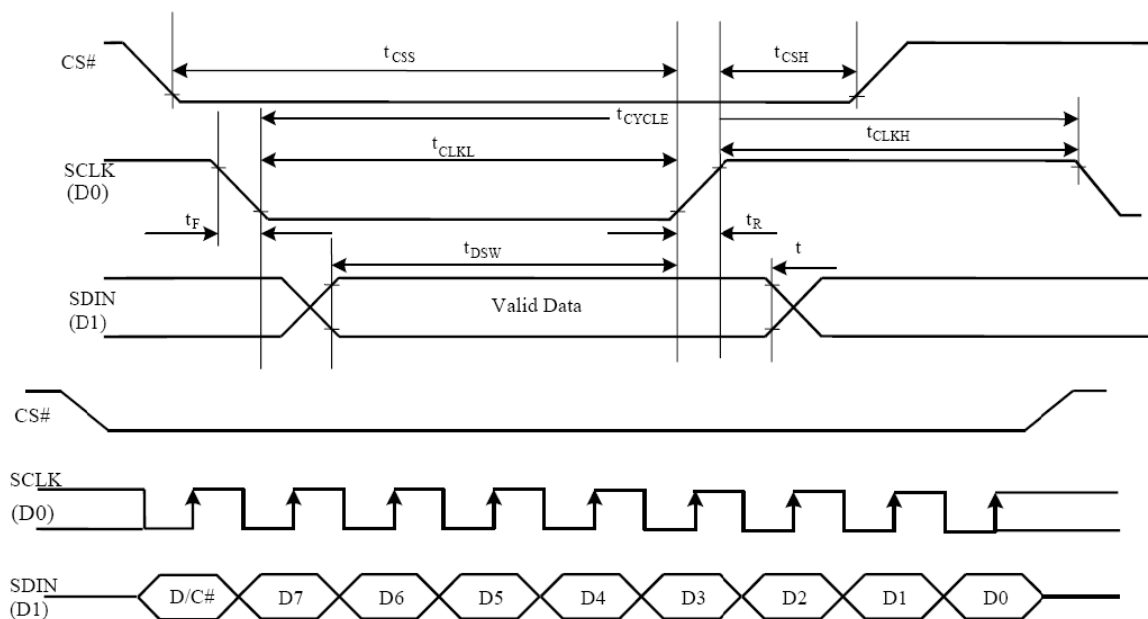 CS#
tCSS
tCSH
tCYCLE
tCLKL
tCLKH
SCLK
(D0)
tF
tR
tDSW
t
SDIN
(D1)
Valid Data
CS#
SCLK
(D0)
SDIN
(D1)
D/C# D7 D6 D5 D4 D3 D2 D1 D0